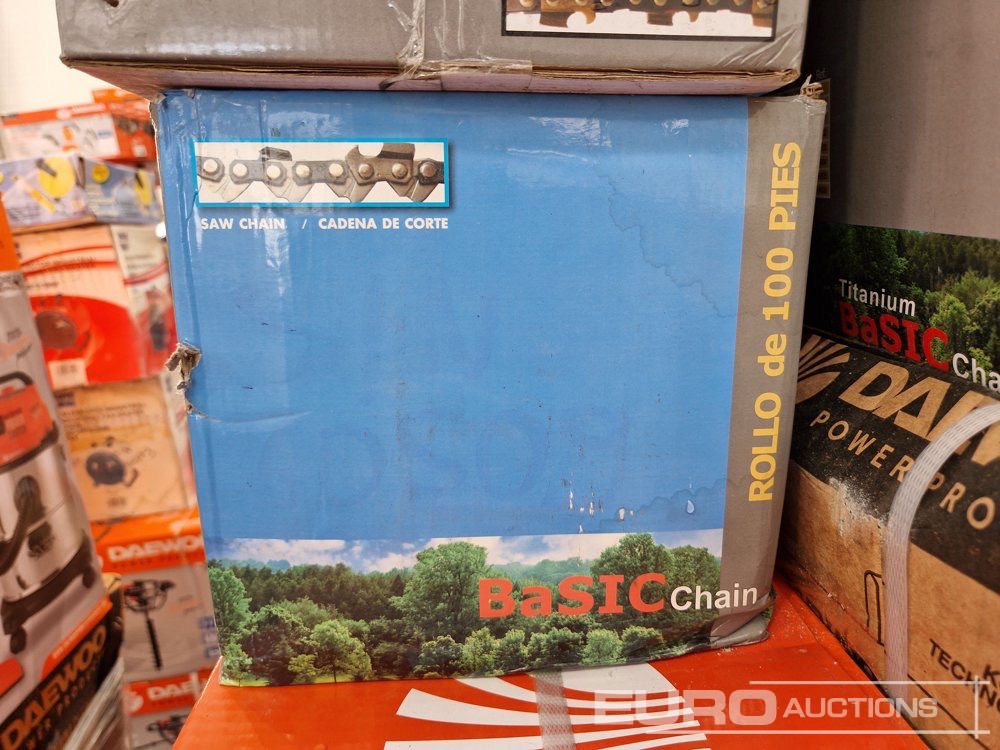 SAW CHAIN / CADENA DE CORTE
ROLLO de 100 PIES
BaSIC Chain
Titanium
BaSIC Cha
DAEWOO
DAEWOO
POWER PRO
TECHNO
EURO AUCTIONS